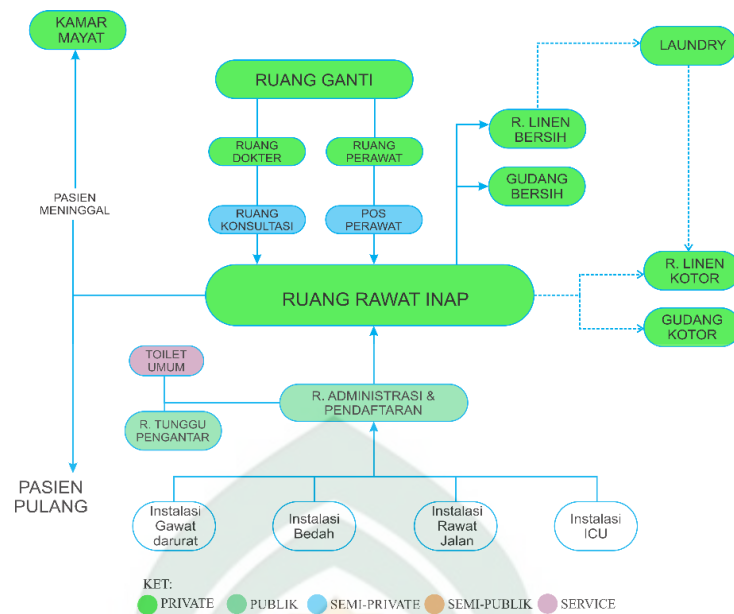 KAMAR
MAYAT
RUANG GANTI
LAUNDRY
R. LINEN
BERSIH
RUANG
DOKTER
RUANG
PERAWAT
GUDANG
BERSIH
PASIEN
MENINGGAL
RUANG
KONSULTASI
POS
PERAWAT
R. LINEN
KOTOR
RUANG RAWAT INAP
GUDANG
KOTOR
TOILET
UMUM
R. ADMINISTRASI &
PENDAFTARAN
R. TUNGGU
PENGANTAR
PASIEN
PULANG
Instalasi
Gawat
darurat
Instalasi
Bedah
Instalasi
Rawat
Jalan
Instalasi
ICU
KET:
PRIVATE
PUBLIK
SEMI-PRIVATE
SEMI-PUBLIK
SERVICE